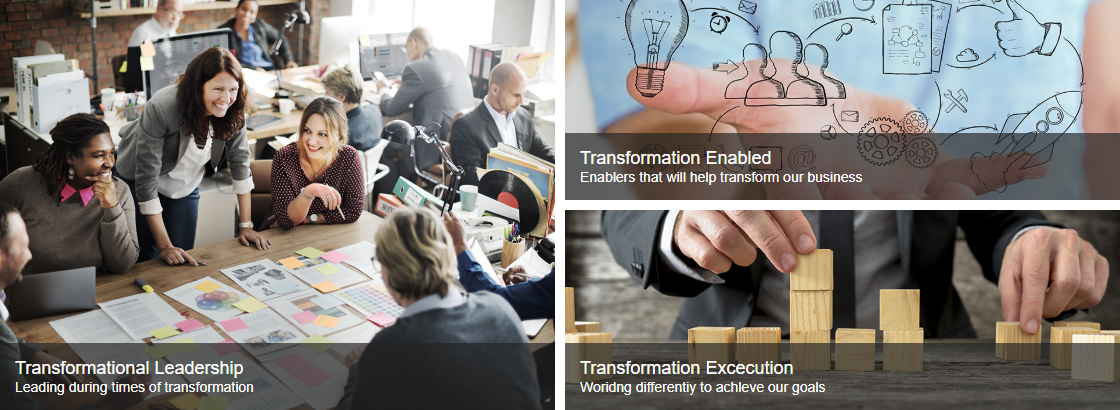 Transformation Enabled
Enablers that will help transform our business
Transformational Leadership
Leading during times of transformation
Transformation Excecution
Woridng differentiy to achieve our goals